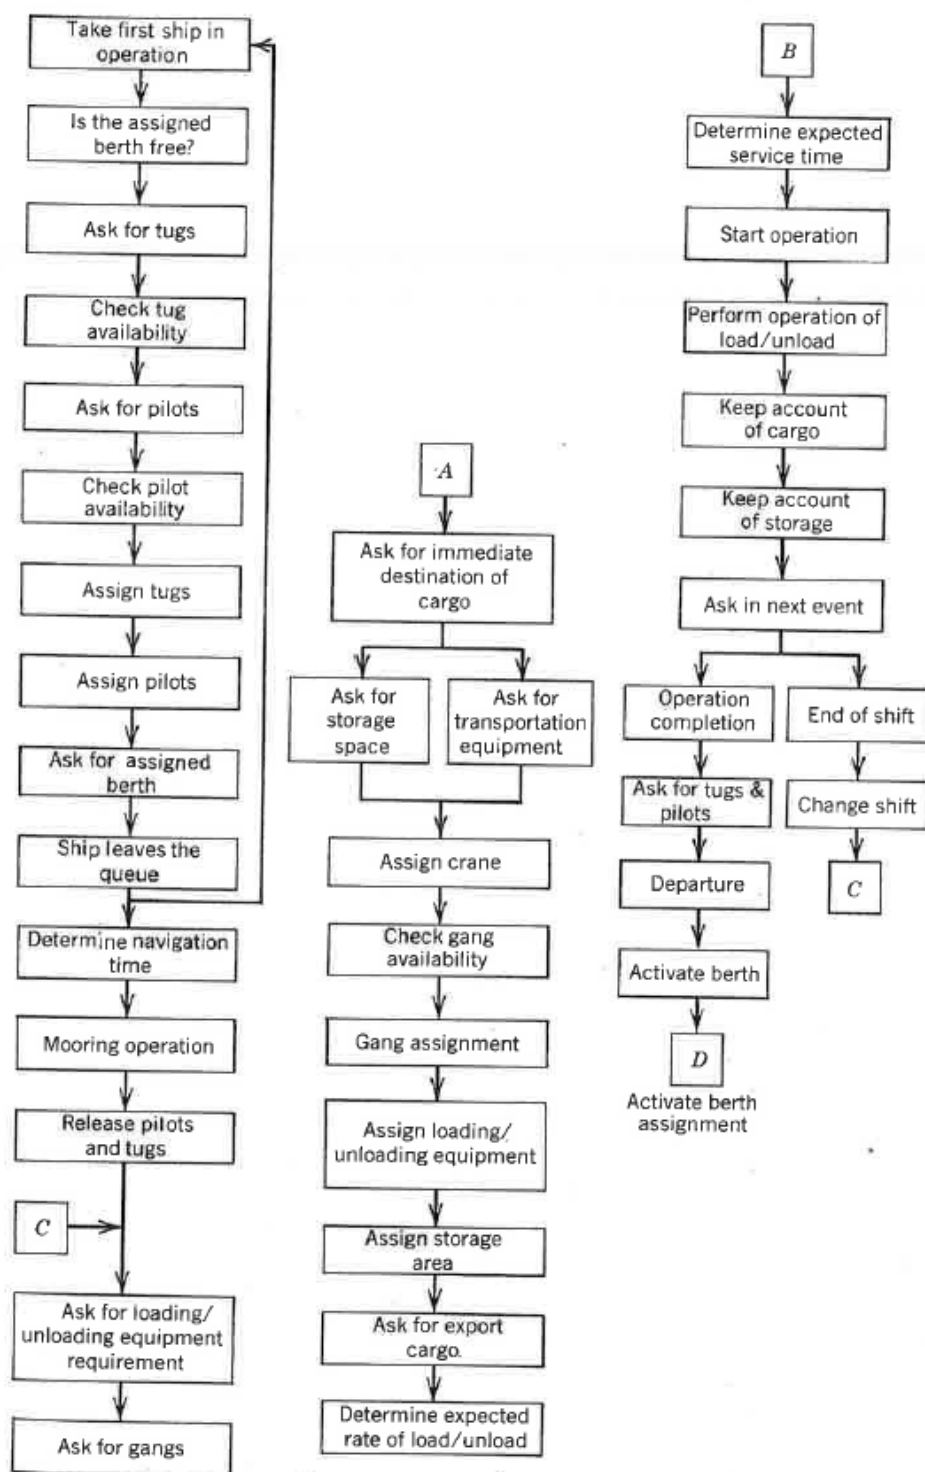 Take first ship in
operation
Is the assigned
berth free?
Ask for tugs
Check tug
availability
Ask for pilots
Check pilot
availability
Assign tugs
Assign pilots
Ask for assigned
berth
Ship leaves the
queue
Determine navigation
time
Mooring operation
Release pilots
and tugs
C
Ask for loading/
unloading equipment
requirement
Ask for gangs
A
Ask for immediate
destination of
cargo
Ask for
storage
space
Ask for
transportation
equipment
Assign crane
Check gang
availability
Gang assignment
Assign loading/
unloading equipment
Assign storage
area
Ask for export
cargo.
Determine expected
rate of load/unload
B
Determine expected
service time
Start operation
Perform operation of
load/unload
Keep account
of cargo
Keep account
of storage
Ask in next event
Operation
completion
Ask for tugs &
pilots
Departure
Activate berth
D
Activate berth
assignment
End of shift
Change shift
C